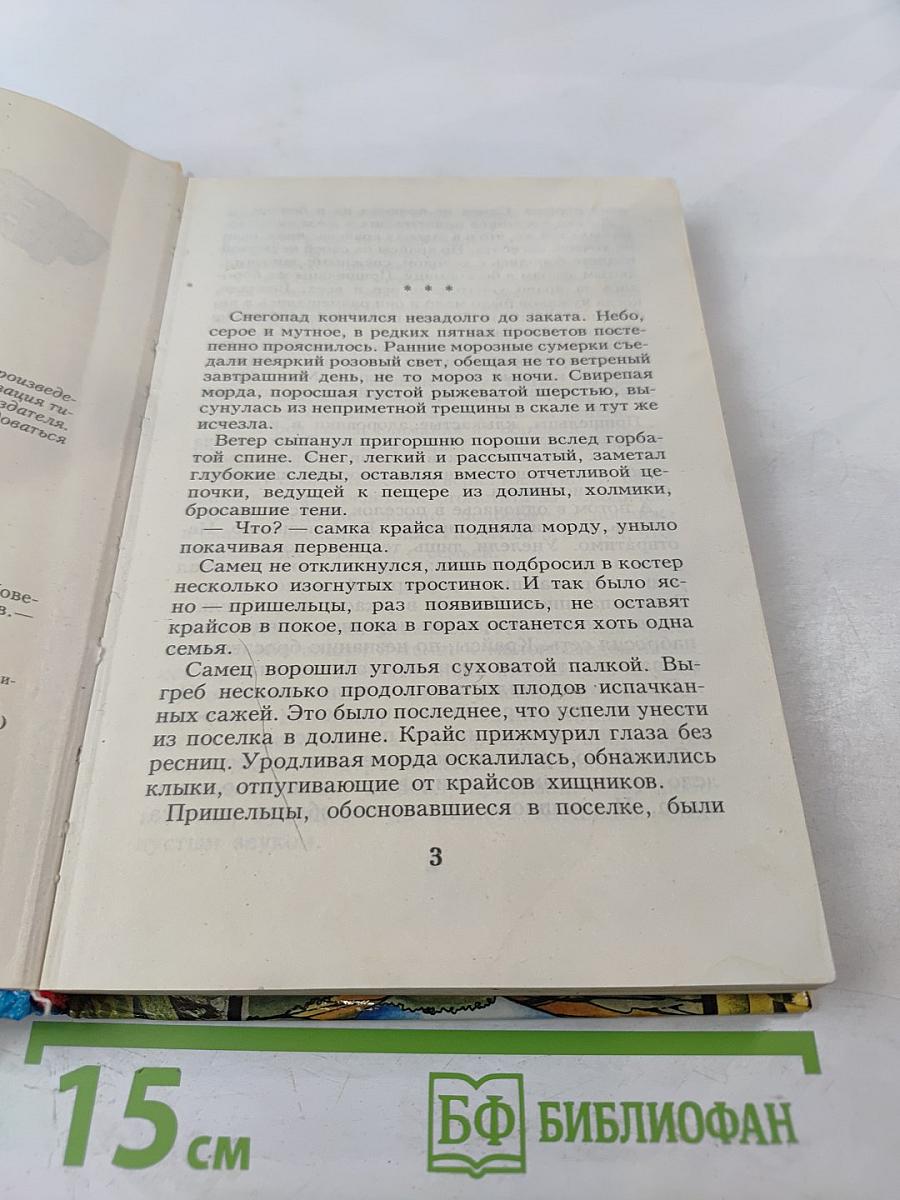 роизведе-
зация ти-
здателя.
доваться
ове-
в.—
и-
)
* * *
Снегопад кончился незадолго до заката. Небо,
серое и мутное, в редких пятнах просветов посте-
пенно прояснилось. Ранние морозные сумерки съе-
дали неяркий розовый свет, обещая не то ветреный
завтрашний день, не то мороз к ночи. Свирепая
морда, поросшая густой рыжеватой шерстью, вы-
сунулась из неприметной трещины в скале и тут же
исчезла.
Ветер сыпанул пригоршню пороши вслед горба-
той спине. Снег, легкий и рассыпчатый, заметал
глубокие следы, оставляя вместо отчетливой це-
почки, ведущей к пещере из долины, холмики,
бросавшие тени.
— Что? — самка крайса подняла морду, уныло
покачивая первенца.
Самец не откликнулся, лишь подбросил в костер
несколько изогнутых тростинок. И так было яс-
но — пришельцы, раз появившись, не оставят
крайсов в покое, пока в горах останется хоть одна
семья.
Самец ворошил уголья суховатой палкой. Вы-
греб несколько продолговатых плодов испачкан-
ных сажей. Это было последнее, что успели унести
из поселка в долине. Крайс прижмурил глаза без
ресниц. Уродливая морда оскалилась, обнажились
клыки, отпугивающие от крайсов хищников.
Пришельцы, обосновавшиеся в поселке, были
3
15 см
БФ БИБЛИОФАН